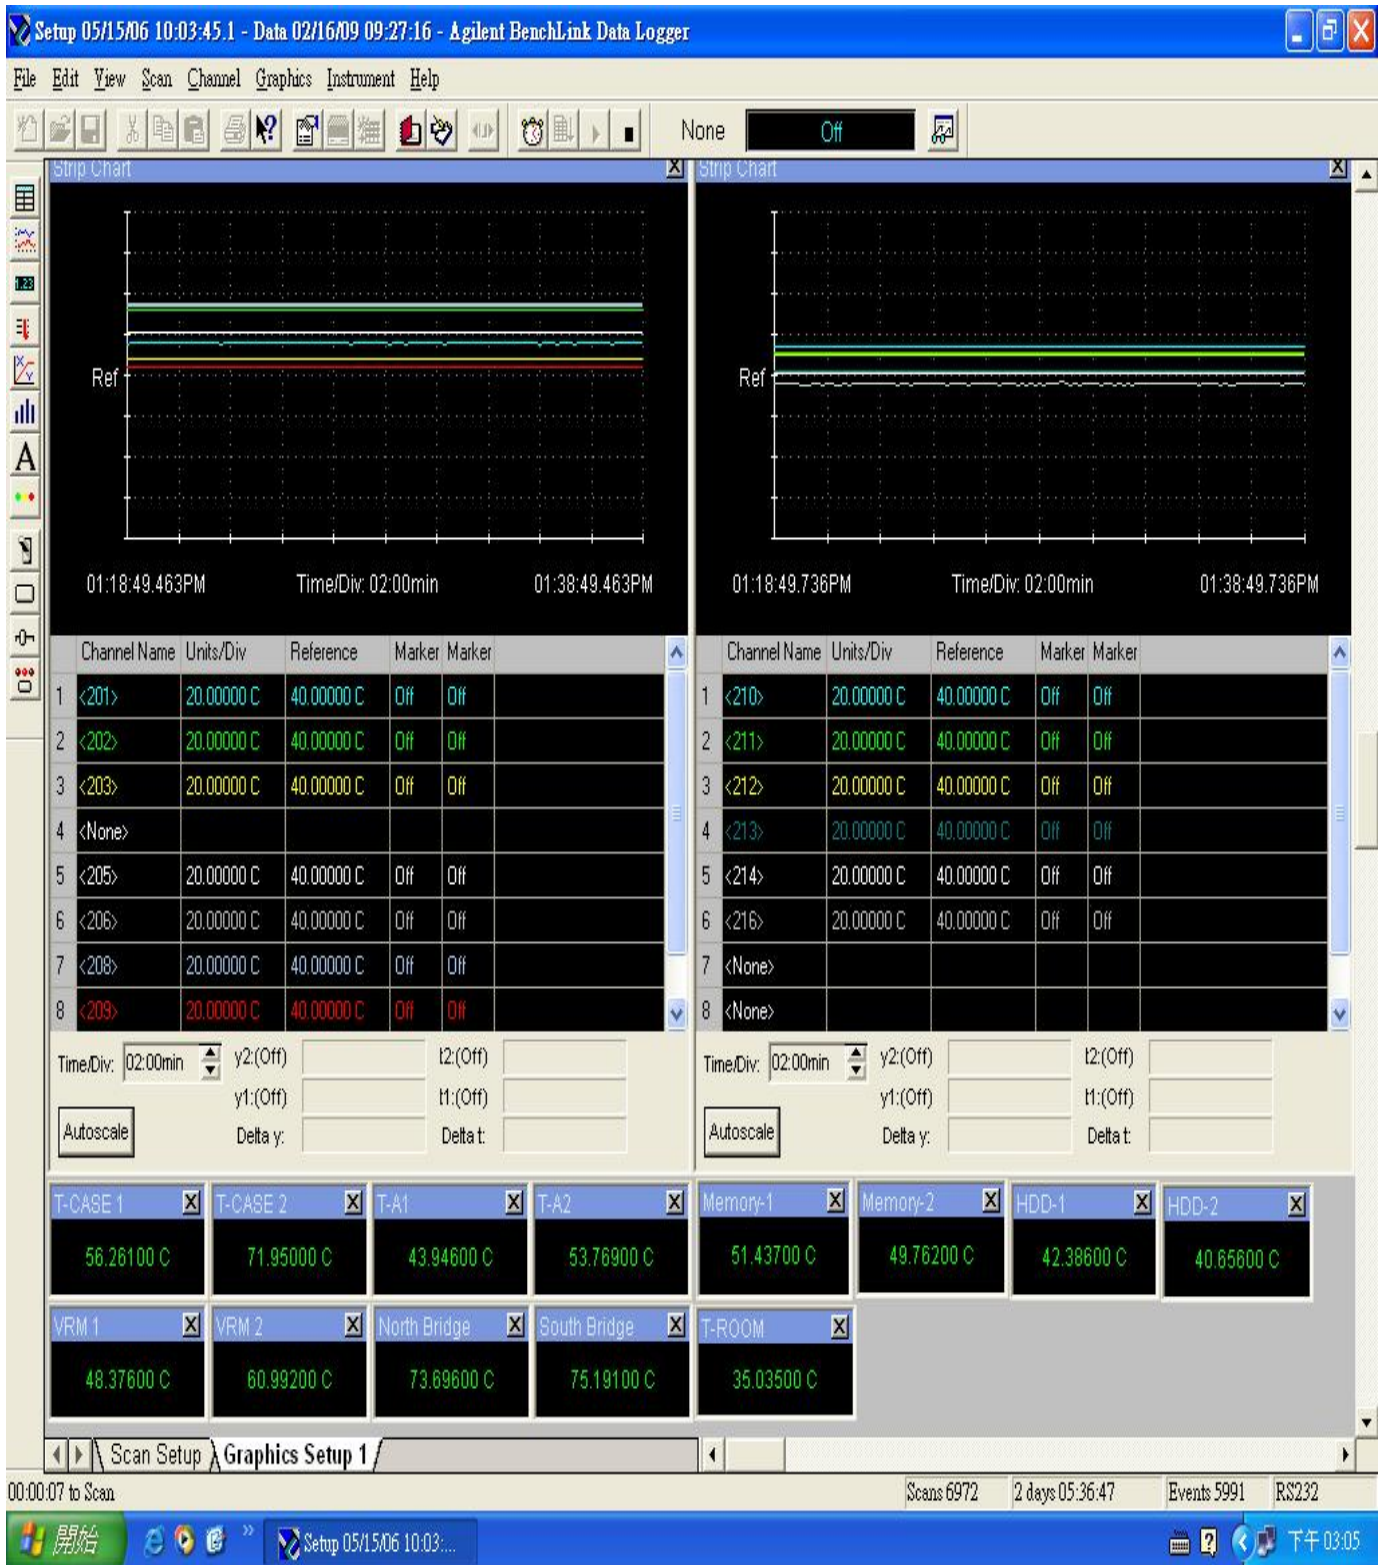 Setup 05/15/06 10:03:45.1 - Data 02/16/09 09:27:16 - Agilent BenchLink Data Logger
File Edit View Scan Channel Graphics Instrument Help
None Off
Strip Chart
Ref
01:18:49.463PM Time/Div: 02:00min 01:38:49.463PM
Channel Name Units/Div Reference Marker Marker
1 <201> 20.00000 C 40.00000 C Off Off
2 <202> 20.00000 C 40.00000 C Off Off
3 <203> 20.00000 C 40.00000 C Off Off
4 <None>
5 <205> 20.00000 C 40.00000 C Off Off
6 <206> 20.00000 C 40.00000 C Off Off
7 <208> 20.00000 C 40.00000 C Off Off
8 <209> 20.00000 C 40.00000 C Off Off
Time/Div: 02:00min y2:(Off) t2:(Off)
y1:(Off) t1:(Off)
Autoscale Delta y: Delta t:
Strip Chart
Ref
01:18:49.736PM Time/Div: 02:00min 01:38:49.736PM
Channel Name Units/Div Reference Marker Marker
1 <210> 20.00000 C 40.00000 C Off Off
2 <211> 20.00000 C 40.00000 C Off Off
3 <212> 20.00000 C 40.00000 C Off Off
4 <213> 20.00000 C 40.00000 C Off Off
5 <214> 20.00000 C 40.00000 C Off Off
6 <216> 20.00000 C 40.00000 C Off Off
7 <None>
8 <None>
Time/Div: 02:00min y2:(Off) t2:(Off)
y1:(Off) t1:(Off)
Autoscale Delta y: Delta t:
T-CASE 1 T-CASE 2 T-A1 T-A2 Memory-1 Memory-2 HDD-1 HDD-2
56.26100 C 71.95000 C 43.94600 C 53.76900 C 51.43700 C 49.76200 C 42.38600 C 40.65600 C
VRM 1 VRM 2 North Bridge South Bridge T-ROOM
48.37600 C 60.99200 C 73.69600 C 75.19100 C 35.03500 C
Scan Setup Graphics Setup 1
00:00:07 to Scan Scans 6972 2 days 05:36:47 Events 5991 RS232
開始 Setup 05/15/06 10:03:... 下午 03:05